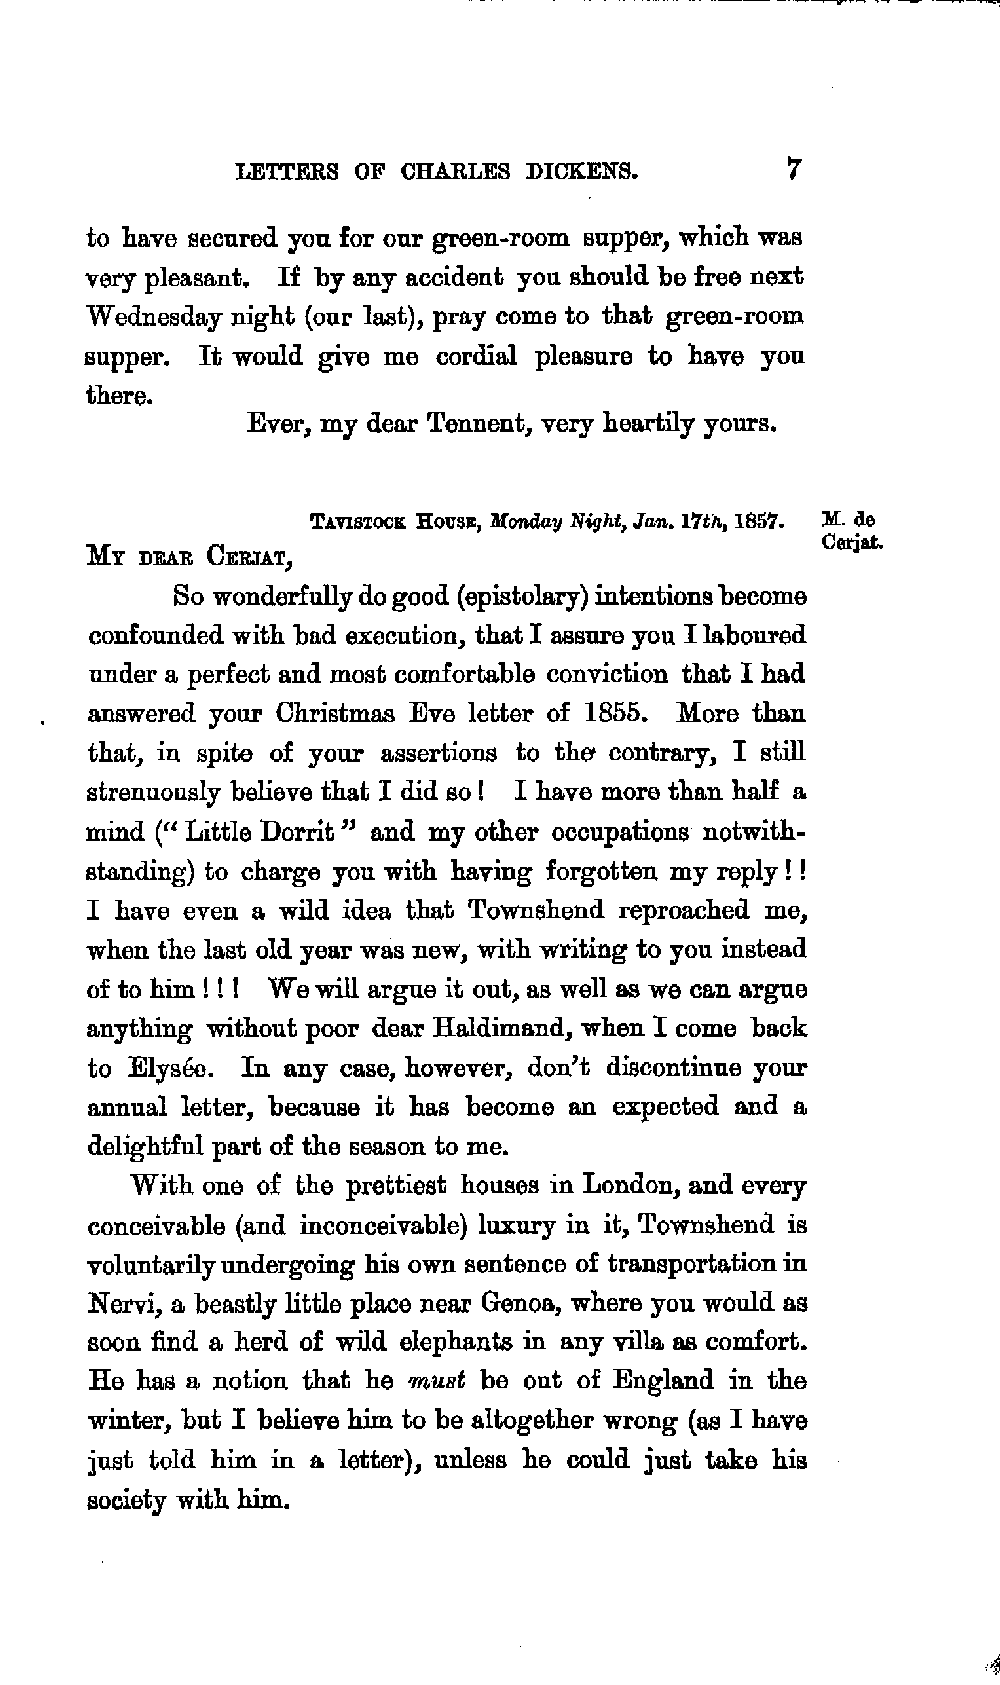 LETTERS OF CHARLES DICKENS. 7
to have secured you for our green-room supper, which was
very pleasant. If by any accident you should be free next
Wednesday night (our last), pray come to that green-room
supper. It would give me cordial pleasure to have you
there.
Ever, my dear Tennent, very heartily yours.
TAVISTOCK HOUSE, Monday Night, Jan. 17th, 1857.
M. de
Cerjat.
MY DEAR CERJAT,
So wonderfully do good (epistolary) intentions become
confounded with bad execution, that I assure you I laboured
under a perfect and most comfortable conviction that I had
answered your Christmas Eve letter of 1855. More than
that, in spite of your assertions to the contrary, I still
strenuously believe that I did so! I have more than half a
mind (“Little Dorrit” and my other occupations notwith-
standing) to charge you with having forgotten my reply!!
I have even a wild idea that Townshend reproached me,
when the last old year was new, with writing to you instead
of to him!!! We will argue it out, as well as we can argue
anything without poor dear Haldimand, when I come back
to Elysée. In any case, however, don’t discontinue your
annual letter, because it has become an expected and a
delightful part of the season to me.
With one of the prettiest houses in London, and every
conceivable (and inconceivable) luxury in it, Townshend is
voluntarily undergoing his own sentence of transportation in
Nervi, a beastly little place near Genoa, where you would as
soon find a herd of wild elephants in any villa as comfort.
He has a notion that he must be out of England in the
winter, but I believe him to be altogether wrong (as I have
just told him in a letter), unless he could just take his
society with him.